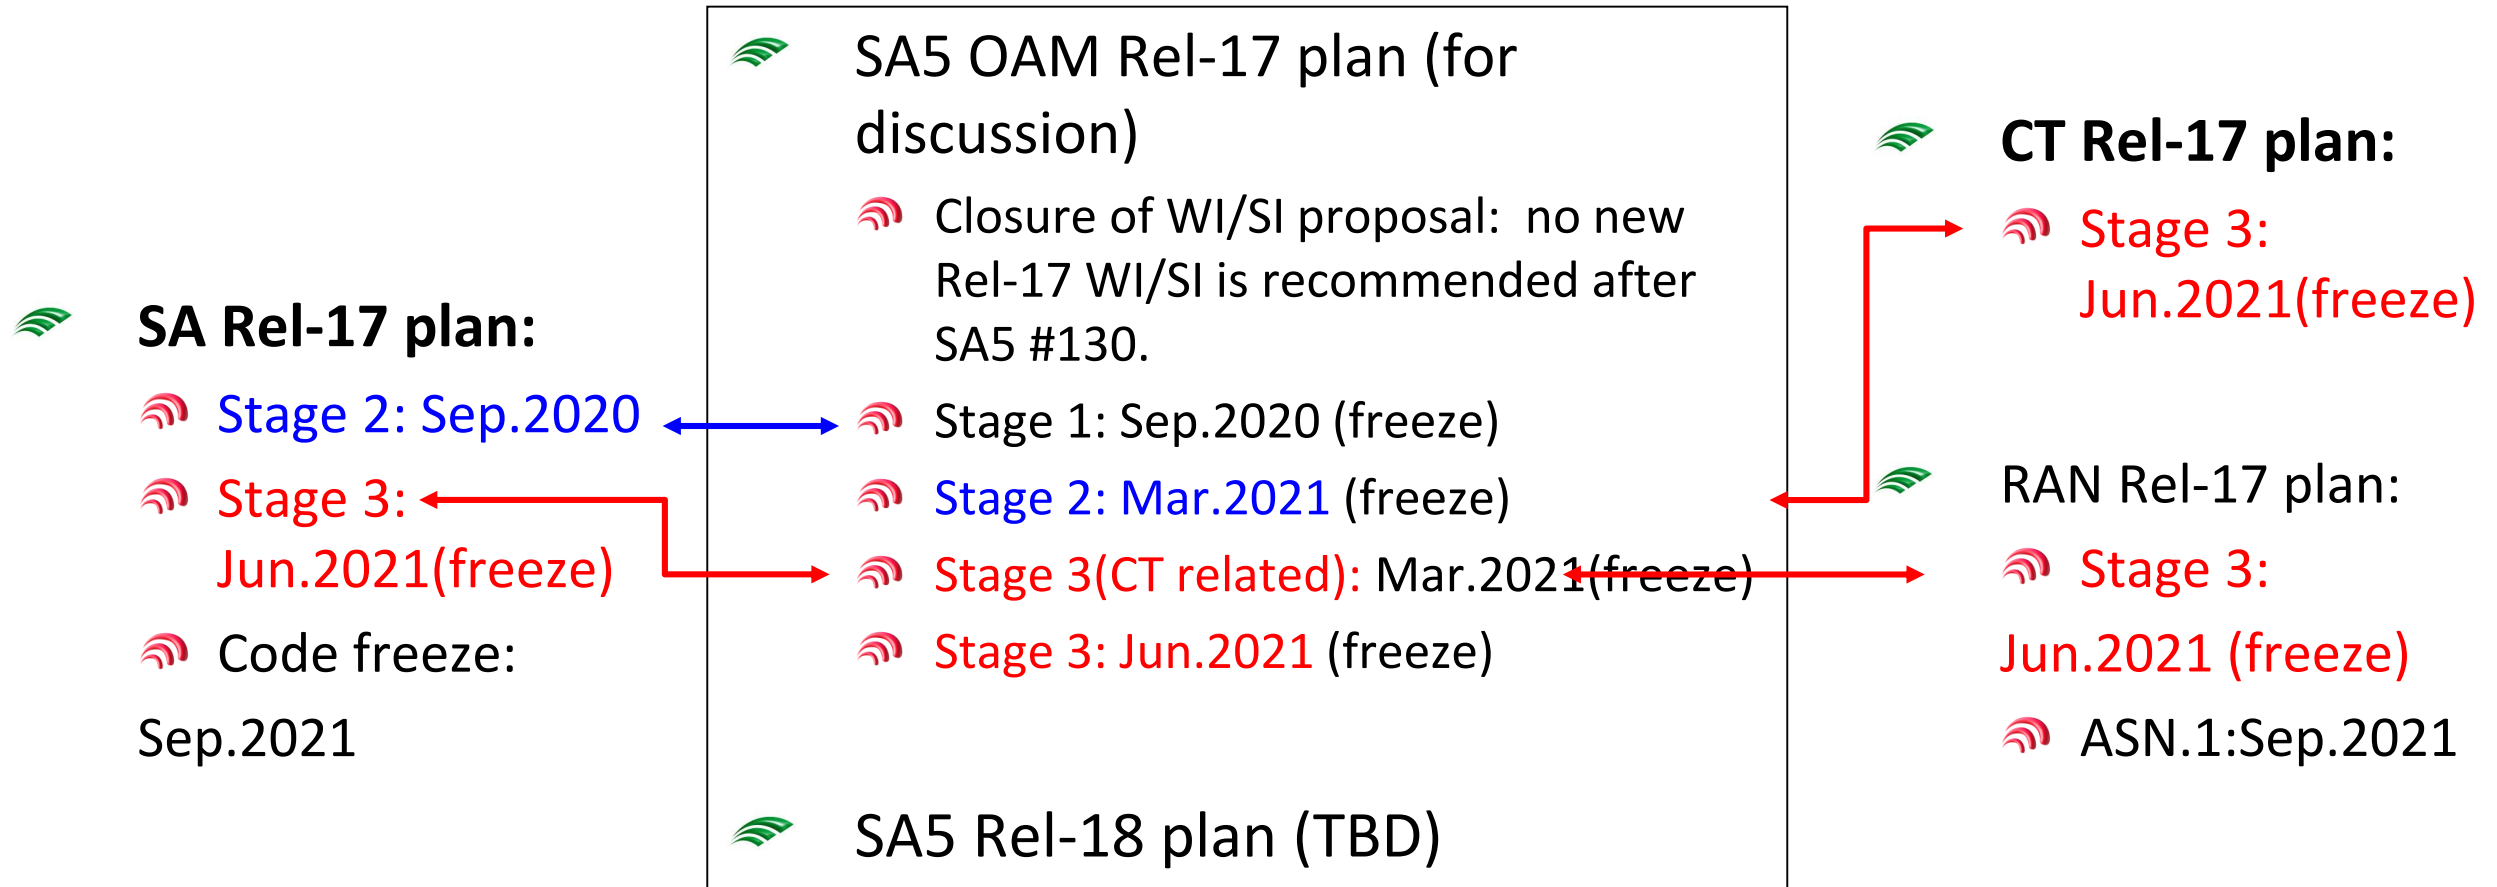 SA Rel-17 plan:
Stage 2: Sep.2020
Stage 3:
Jun.2021(freeze)
Code freeze:
Sep.2021
SA5 OAM Rel-17 plan (for
discussion)
Closure of WI/SI proposal: no new
Rel-17 WI/SI is recommended after
SA5 #130.
Stage 1: Sep.2020 (freeze)
Stage 2: Mar.2021 (freeze)
Stage 3(CT related): Mar.2021(freeze)
Stage 3: Jun.2021 (freeze)
SA5 Rel-18 plan (TBD)
CT Rel-17 plan:
Stage 3:
Jun.2021(freeze)
RAN Rel-17 plan:
Stage 3:
Jun.2021 (freeze)
ASN.1:Sep.2021